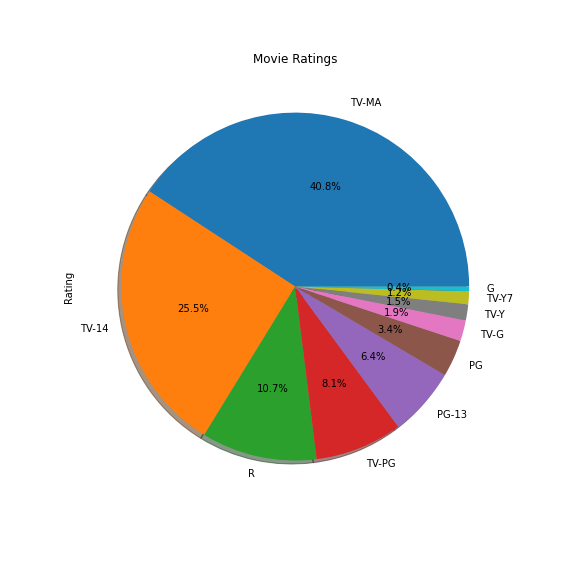 Movie Ratings
TV-MA
40.8%
TV-14
25.5%
R
10.7%
TV-PG
8.1%
PG-13
6.4%
PG
3.4%
TV-G
1.9%
TV-Y
1.5%
TV-Y7
1.2%
G
0.4%
Rating